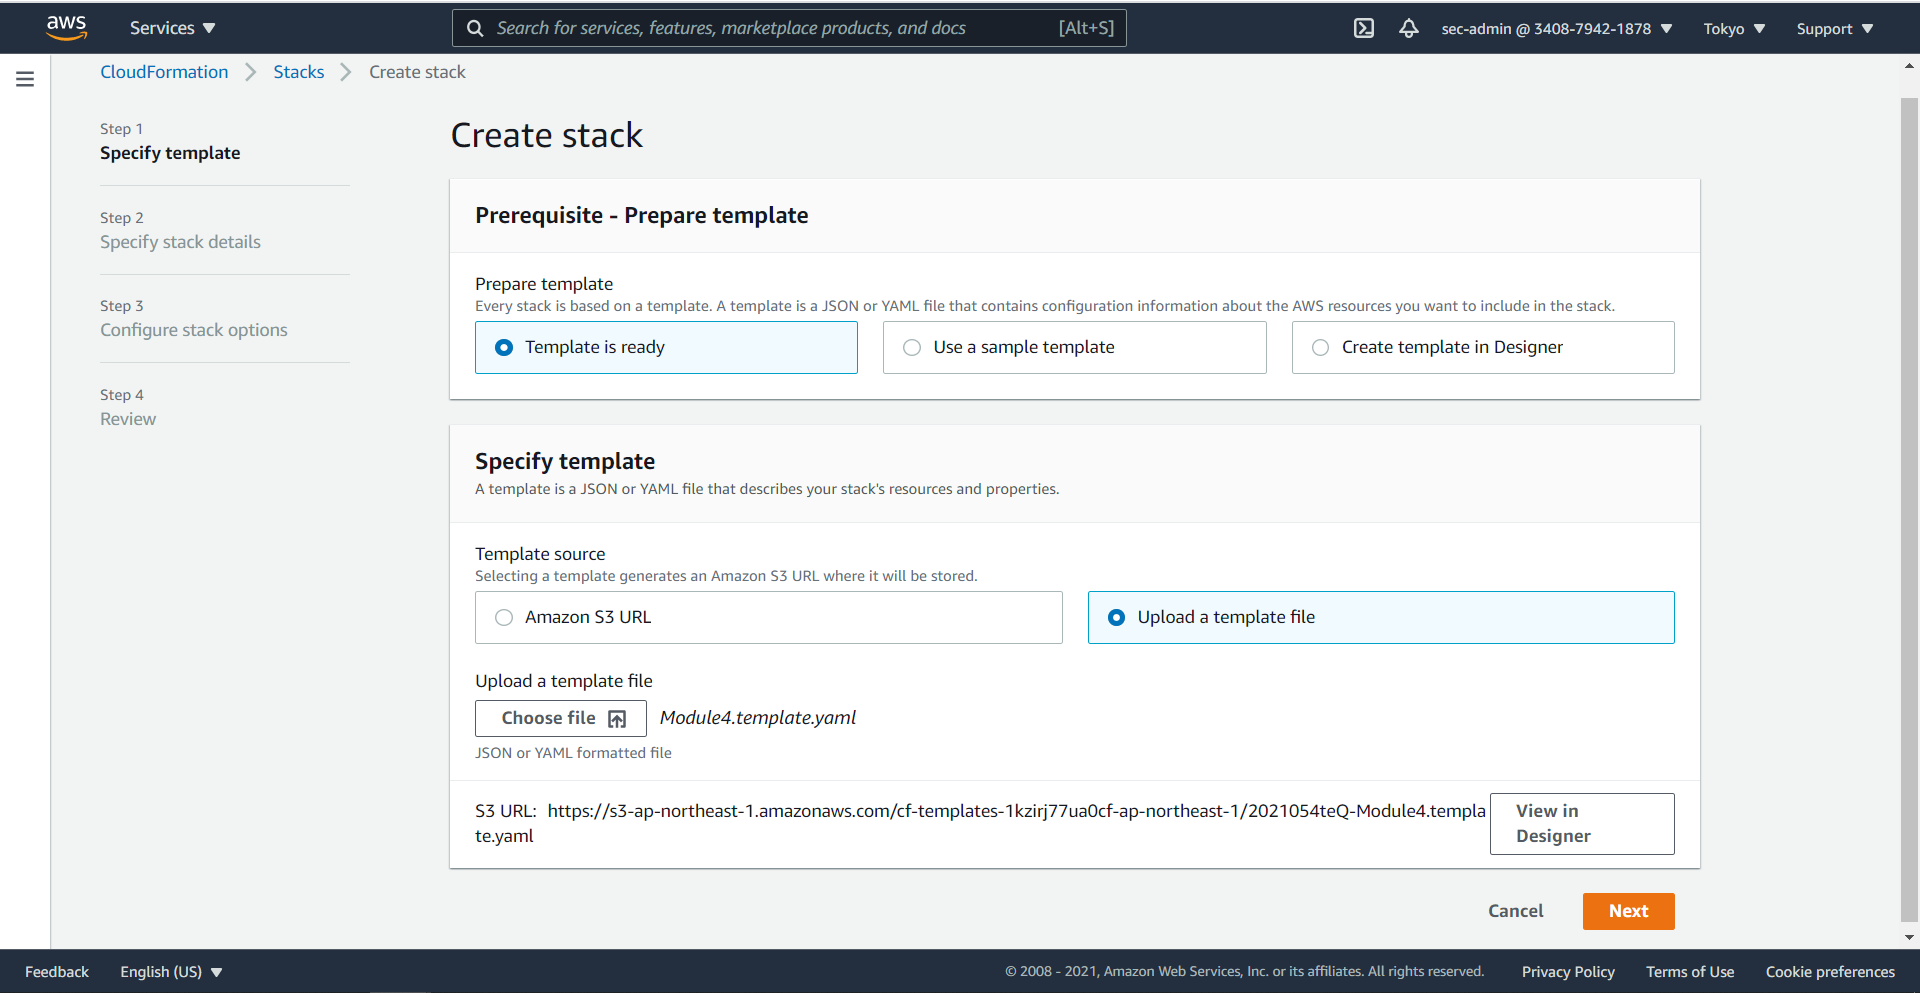 aws
Services
Search for services, features, marketplace products, and docs [Alt+S]
sec-admin @ 3408-7942-1878
Tokyo
Support
CloudFormation
Stacks
Create stack
Step 1
Specify template
Step 2
Specify stack details
Step 3
Configure stack options
Step 4
Review
Create stack
Prerequisite - Prepare template
Prepare template
Every stack is based on a template. A template is a JSON or YAML file that contains configuration information about the AWS resources you want to include in the stack.
Template is ready
Use a sample template
Create template in Designer
Specify template
A template is a JSON or YAML file that describes your stack's resources and properties.
Template source
Selecting a template generates an Amazon S3 URL where it will be stored.
Amazon S3 URL
Upload a template file
Upload a template file
Choose file
Module4.template.yaml
JSON or YAML formatted file
S3 URL: https://s3-ap-northeast-1.amazonaws.com/cf-templates-1kzirj77ua0cf-ap-northeast-1/2021054teQ-Module4.templa
te.yaml
View in
Designer
Cancel
Next
Feedback
English (US)
© 2008 - 2021, Amazon Web Services, Inc. or its affiliates. All rights reserved.
Privacy Policy
Terms of Use
Cookie preferences